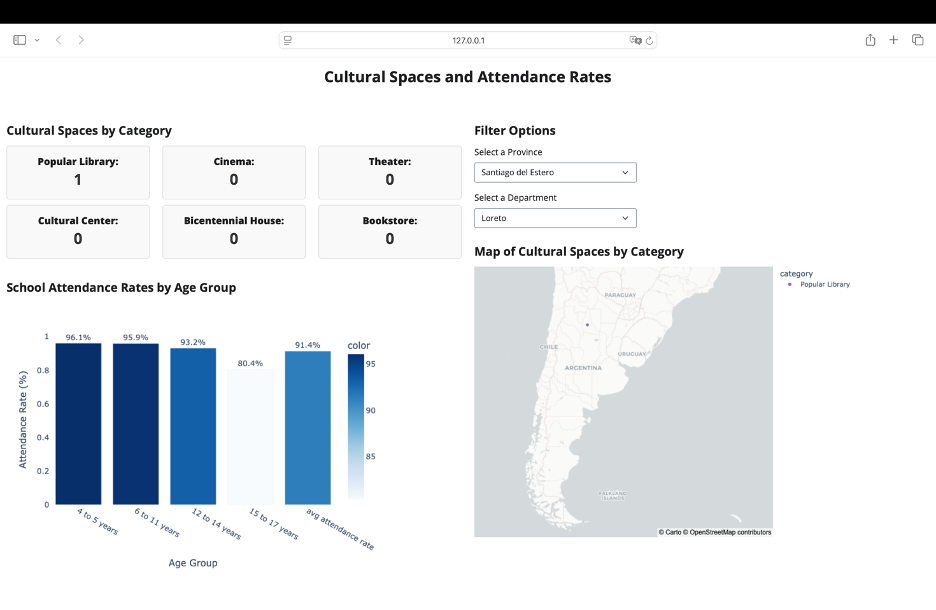 127.0.0.1
Cultural Spaces and Attendance Rates
Cultural Spaces by Category
Popular Library:
1
Cinema:
0
Theater:
0
Cultural Center:
0
Bicentennial House:
0
Bookstore:
0
School Attendance Rates by Age Group
96.1%
95.9%
93.2%
80.4%
91.4%
1
0.8
0.6
0.4
0.2
0
Attendance Rate (%)
4 to 5 years
6 to 11 years
12 to 14 years
15 to 17 years
avg attendance rate
Age Group
color
95
90
85
Filter Options
Select a Province
Santiago del Estero
Select a Department
Loreto
Map of Cultural Spaces by Category
PARAGUAY
CHILE
URUGUAY
ARGENTINA
FALKLAND
ISLANDS
© Carto © OpenStreetMap contributors
category
Popular Library